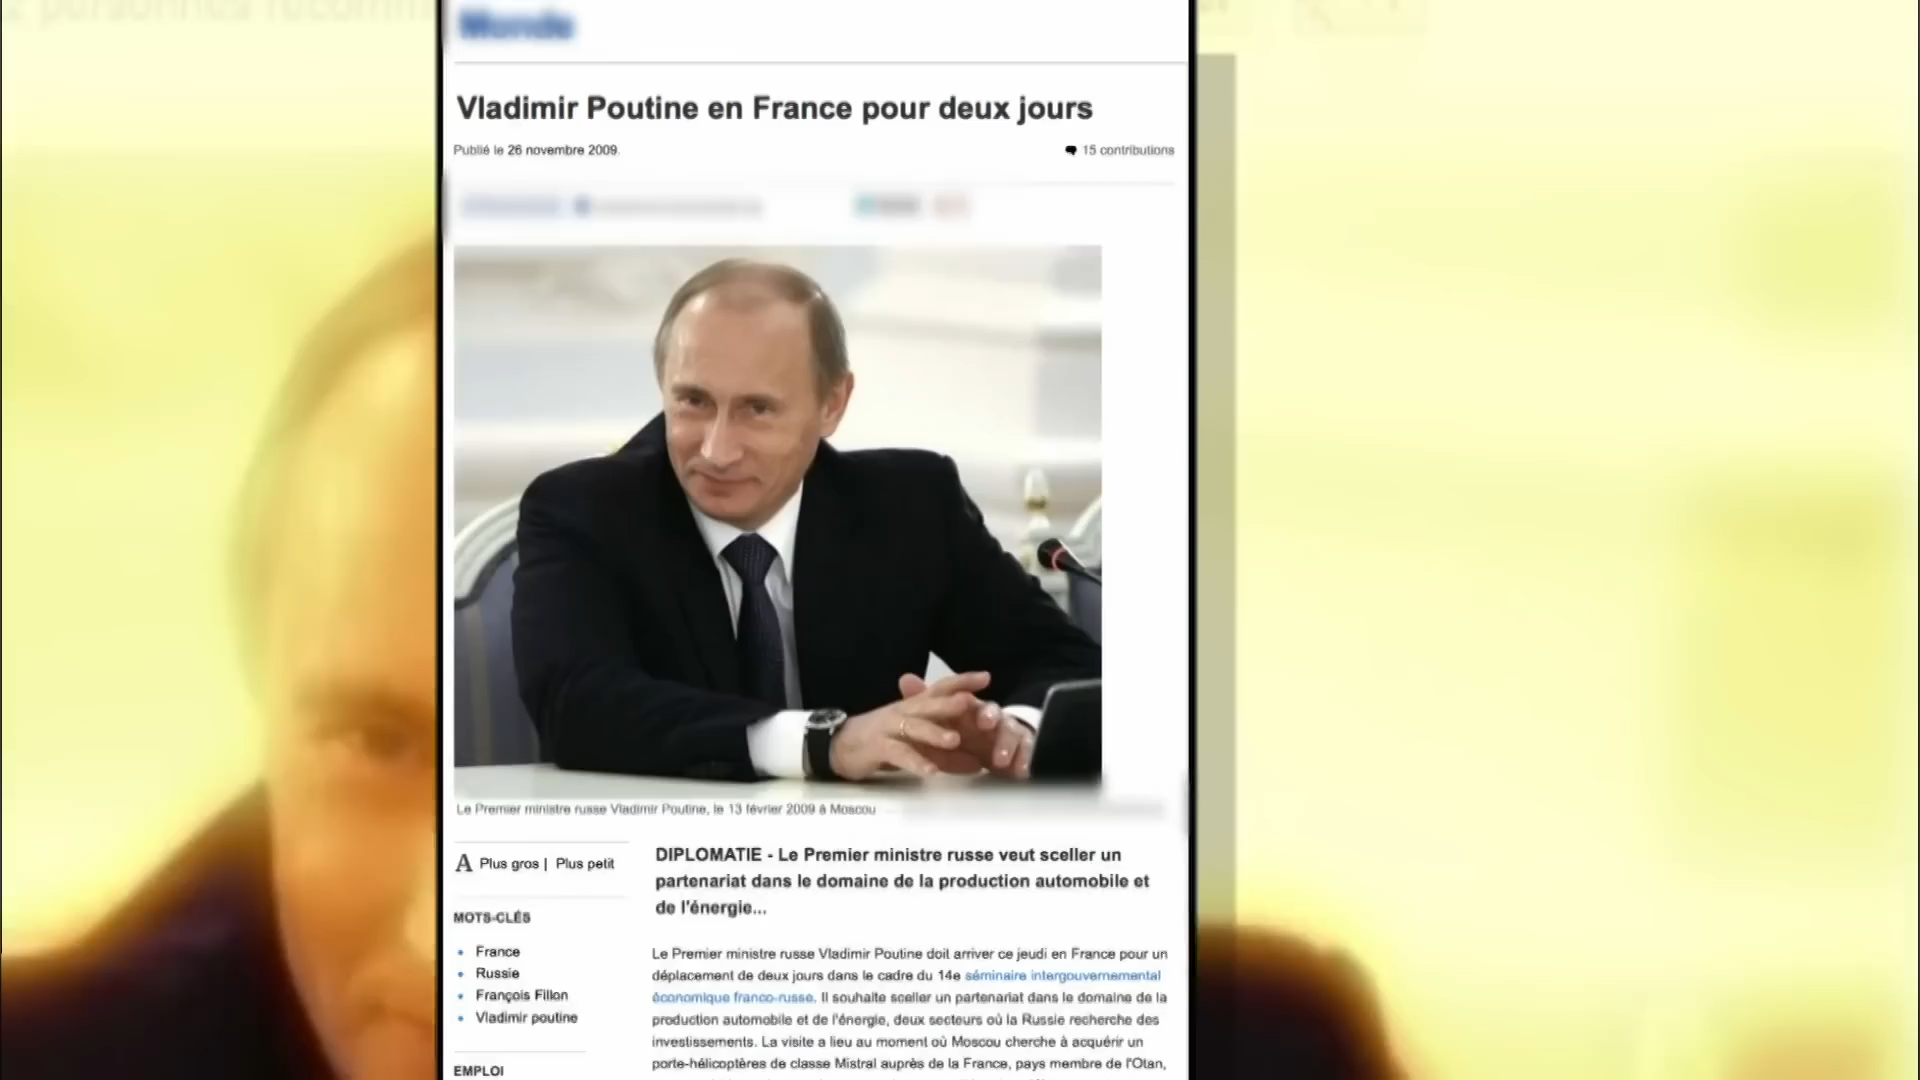 personnes recomm
Monde
Vladimir Poutine en France pour deux jours
Publié le 26 novembre 2009.
15 contributions
Le Premier ministre russe Vladimir Poutine, le 13 février 2009 à Moscou
A Plus gros | Plus petit
MOTS-CLÉS
• France
• Russie
• François Fillon
• Vladimir poutine
EMPLOI
DIPLOMATIE - Le Premier ministre russe veut sceller un
partenariat dans le domaine de la production automobile et
de l'énergie...
Le Premier ministre russe Vladimir Poutine doit arriver ce jeudi en France pour un
déplacement de deux jours dans le cadre du 14e séminaire intergouvernemental
économique franco-russe. Il souhaite sceller un partenariat dans le domaine de la
production automobile et de l'énergie, deux secteurs où la Russie recherche des
investissements. La visite a lieu au moment où Moscou cherche à acquérir un
porte-hélicoptères de classe Mistral auprès de la France, pays membre de l'Otan,